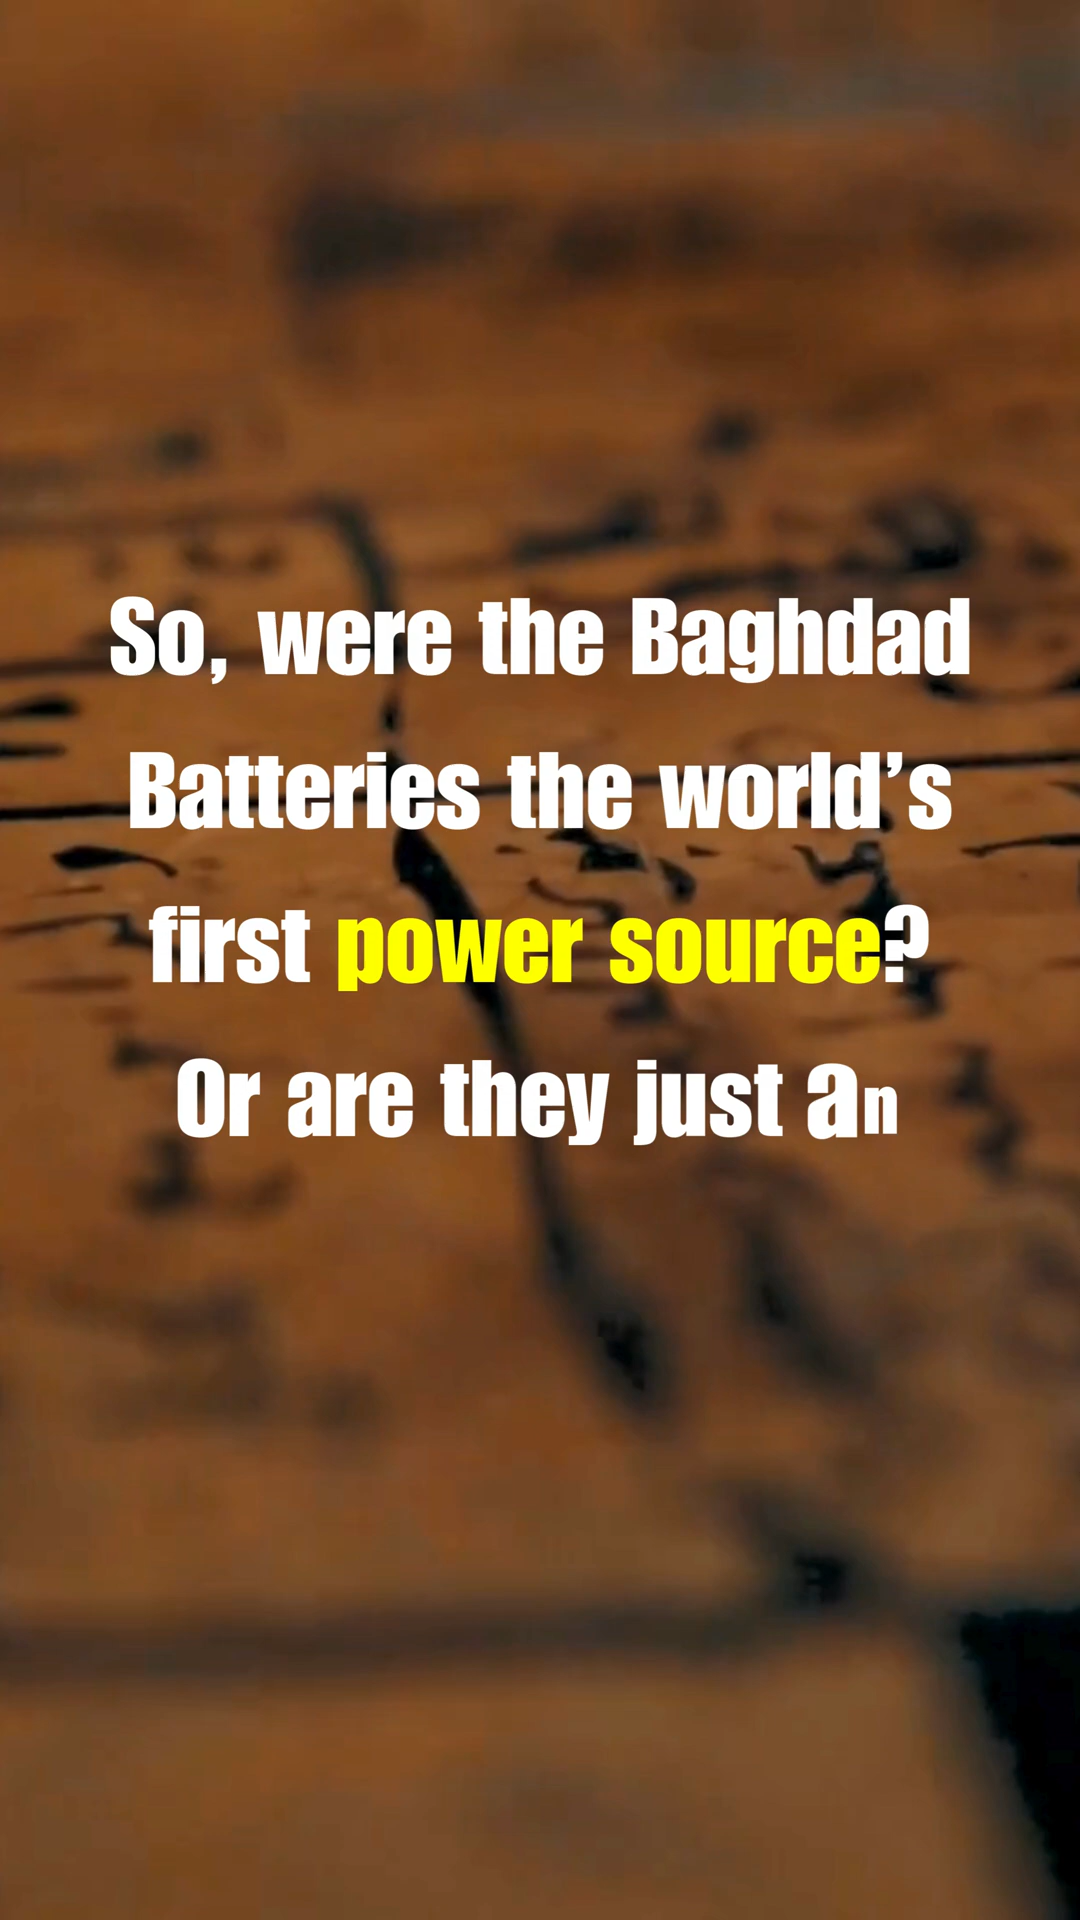 So, were the Baghdad
Batteries the world’s
first power source?
Or are they just an